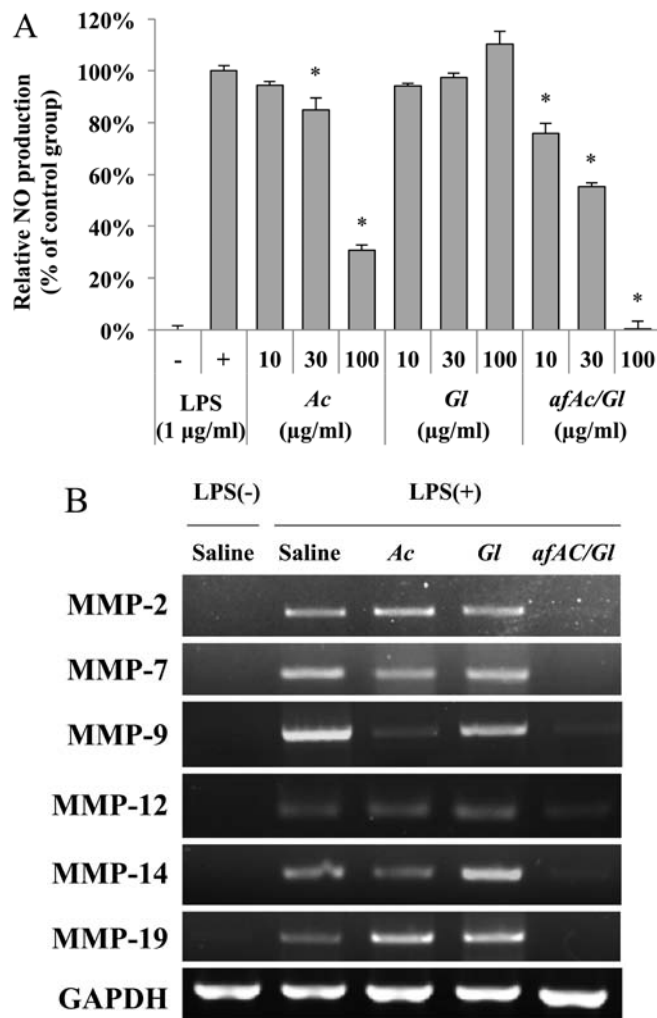 A
Relative NO production
(% of control group)
120%
100%
80%
60%
40%
20%
0%
* * * * *
- + 10 30 100 10 30 100 10 30 100
LPS Ac Gl afAc/Gl
(1 µg/ml) (µg/ml) (µg/ml) (µg/ml)
B
LPS(-) LPS(+)
Saline Saline Ac Gl afAC/Gl
MMP-2
MMP-7
MMP-9
MMP-12
MMP-14
MMP-19
GAPDH